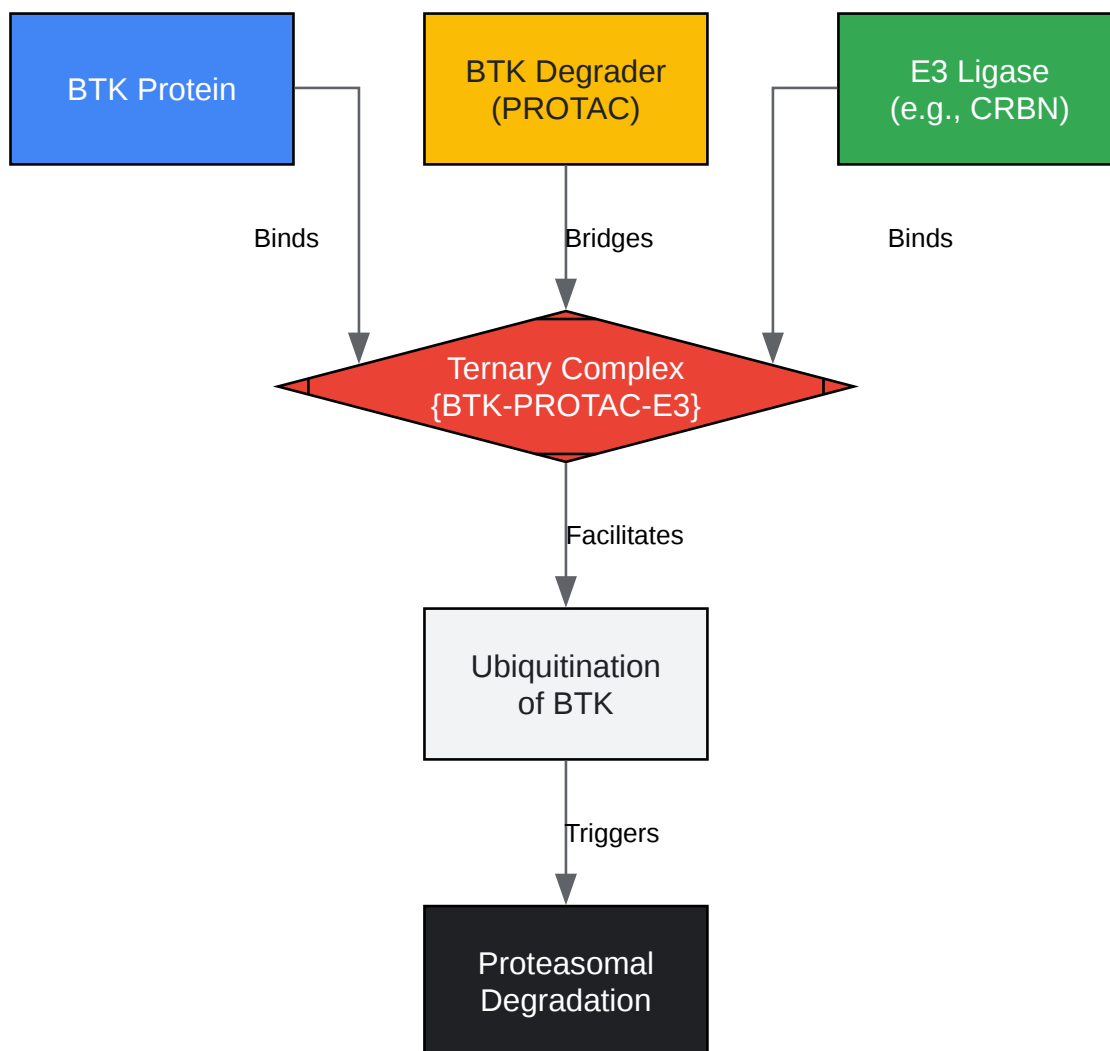 BTK Protein
BTK Degrader
(PROTAC)
E3 Ligase
(e.g., CRBN)
Binds
Bridges
Binds
Ternary Complex
{BTK-PROTAC-E3}
Facilitates
Ubiquitination
of BTK
Triggers
Proteasomal
Degradation